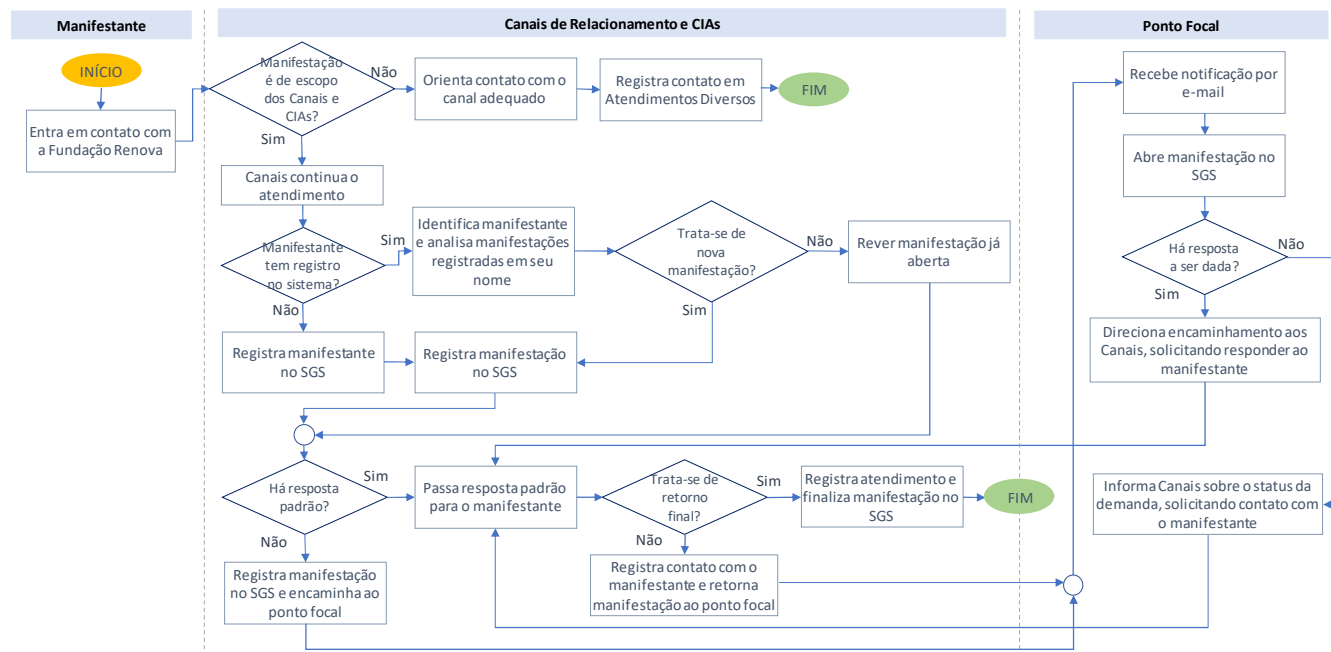 Manifestante
Canais de Relacionamento e CIAs
Ponto Focal
INÍCIO
Entra em contato com
a Fundação Renova
Manifestação
é de escopo
dos Canais e
CIAs?
Não
Sim
Orienta contato com o
canal adequado
Registra contato em
Atendimentos Diversos
FIM
Canais continua o
atendimento
Manifestante
tem registro
no sistema?
Sim
Não
Identifica manifestante
e analisa manifestações
registradas em seu
nome
Trata-se de
nova
manifestação?
Não
Sim
Rever manifestação já
aberta
Registra manifestante
no SGS
Registra manifestação
no SGS
Há resposta
padrão?
Sim
Não
Passa resposta padrão
para o manifestante
Trata-se de
retorno
final?
Sim
Não
Registra atendimento e
finaliza manifestação no
SGS
FIM
Registra manifestação
no SGS e encaminha ao
ponto focal
Registra contato com o
manifestante e retorna
manifestação ao ponto focal
Recebe notificação por
e-mail
Abre manifestação no
SGS
Há resposta
a ser dada?
Não
Sim
Direciona encaminhamento aos
Canais, solicitando responder ao
manifestante
Informa Canais sobre o status da
demanda, solicitando contato com
o manifestante